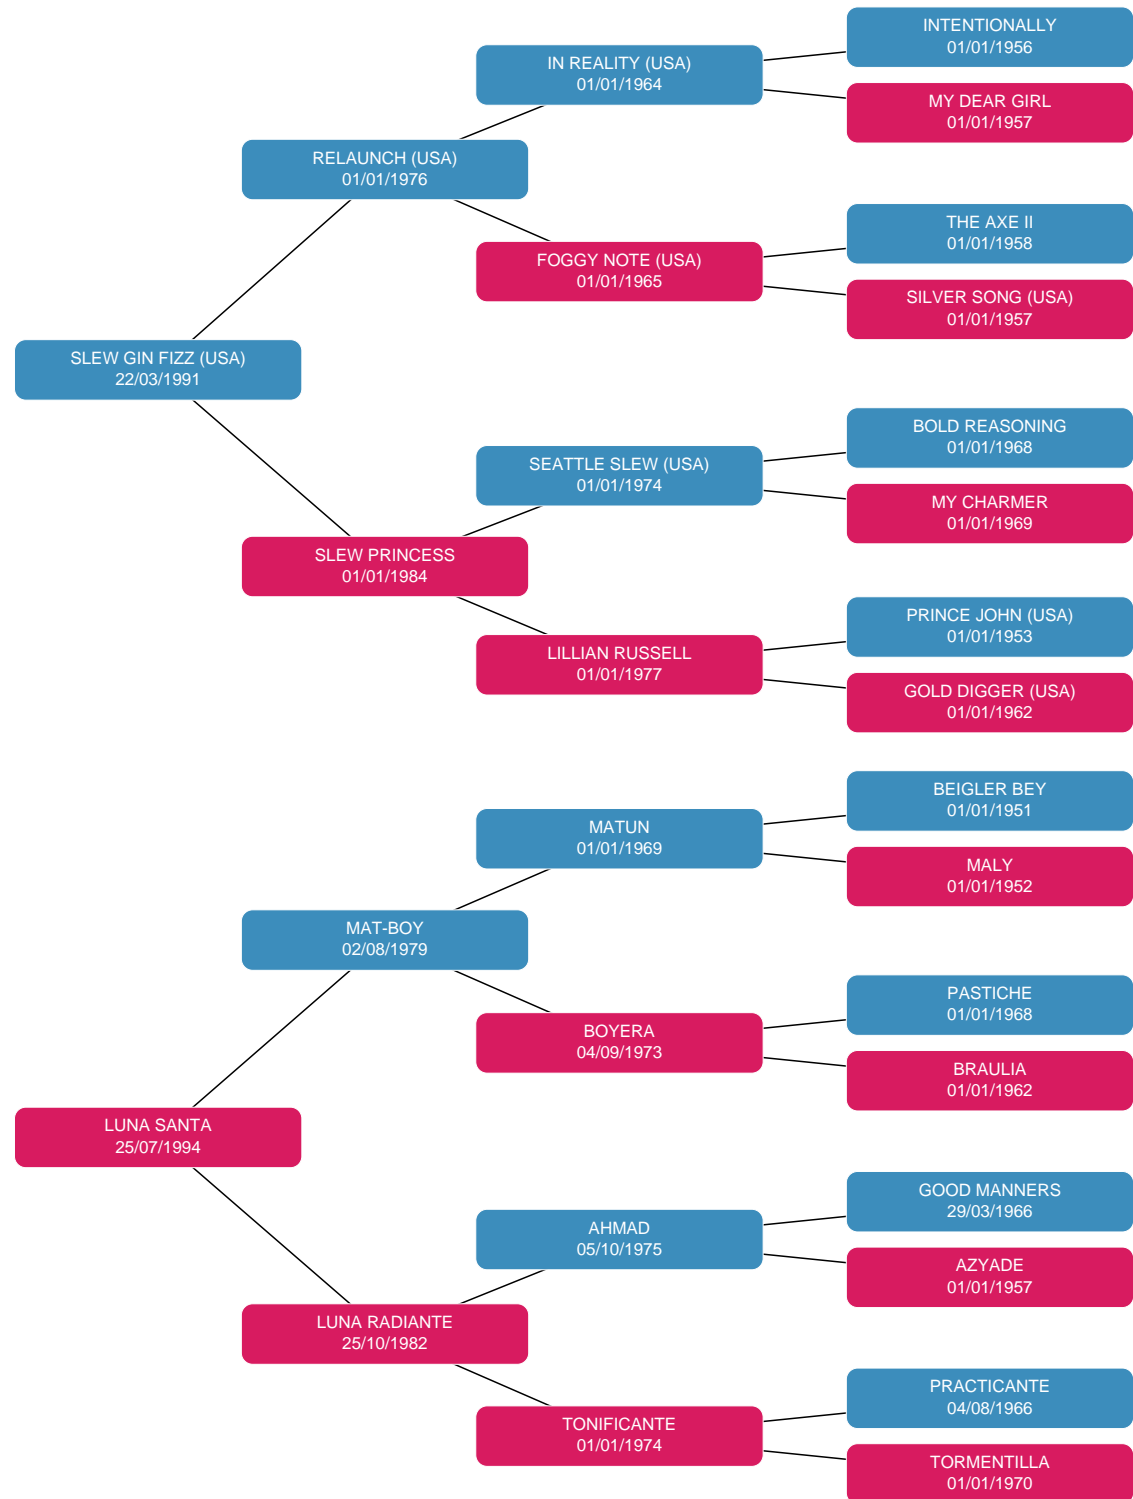 INTENTIONALLY
01/01/1956
IN REALITY (USA)
01/01/1964
MY DEAR GIRL
01/01/1957
RELAUNCH (USA)
01/01/1976
THE AXE II
01/01/1958
FOGGY NOTE (USA)
01/01/1965
SILVER SONG (USA)
01/01/1957
SLEW GIN FIZZ (USA)
22/03/1991
BOLD REASONING
01/01/1968
SEATTLE SLEW (USA)
01/01/1974
MY CHARMER
01/01/1969
SLEW PRINCESS
01/01/1984
PRINCE JOHN (USA)
01/01/1953
LILLIAN RUSSELL
01/01/1977
GOLD DIGGER (USA)
01/01/1962
BEIGLER BEY
01/01/1951
MATUN
01/01/1969
MALY
01/01/1952
MAT-BOY
02/08/1979
PASTICHE
01/01/1968
BOYERA
04/09/1973
BRAULIA
01/01/1962
LUNA SANTA
25/07/1994
GOOD MANNERS
29/03/1966
AHMAD
05/10/1975
AZYADE
01/01/1957
LUNA RADIANTE
25/10/1982
PRACTICANTE
04/08/1966
TONIFICANTE
01/01/1974
TORMENTILLA
01/01/1970